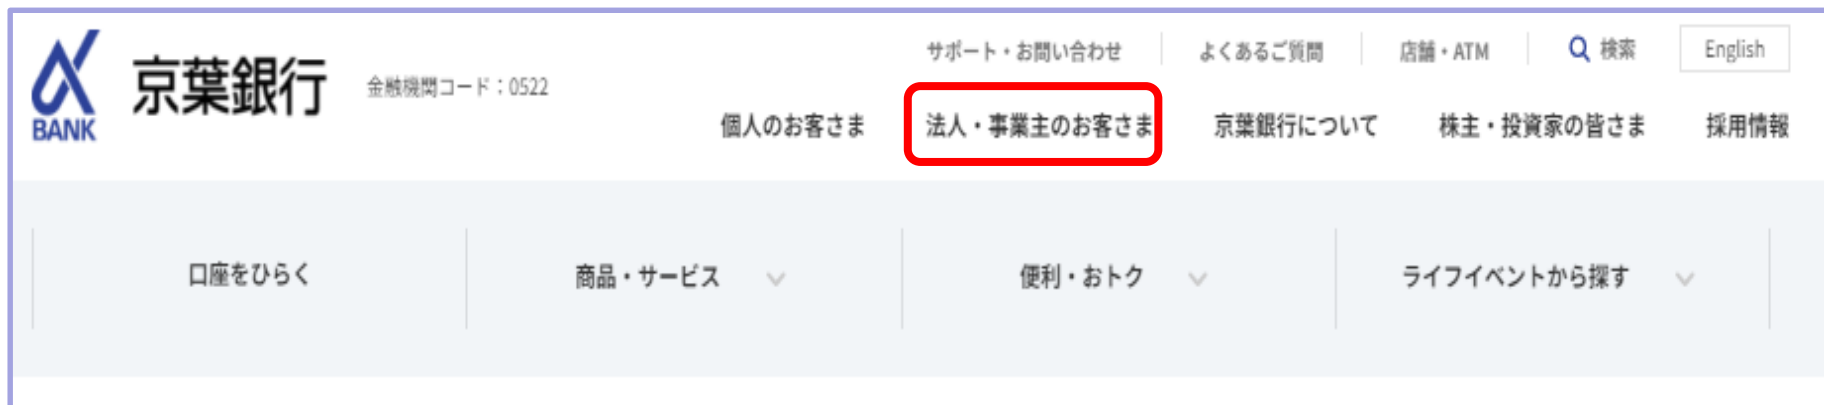 サポート・お問い合わせ よくあるご質問 店舗・ATM 検索 English
京葉銀行 金融機関コード：0522
BANK
個人のお客さま 法人・事業主のお客さま 京葉銀行について 株主・投資家の皆さま 採用情報
口座をひらく 商品・サービス 便利・おトク ライフイベントから探す